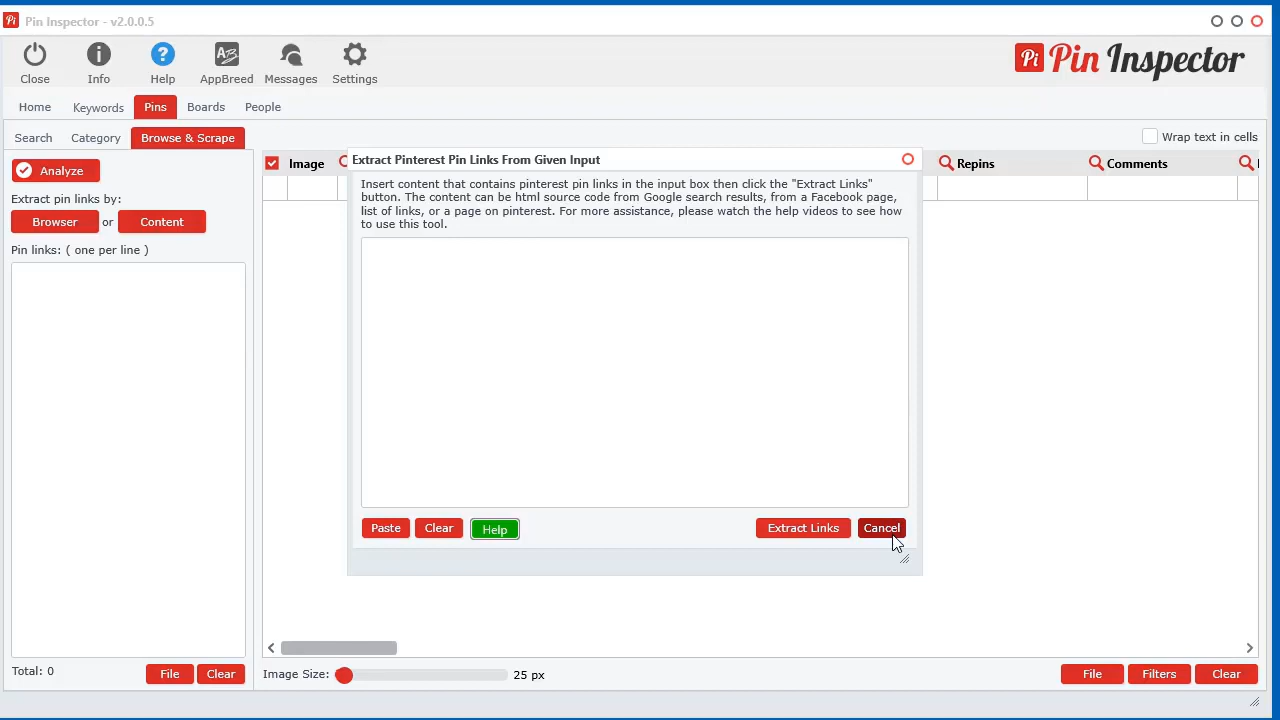 Pin Inspector - v2.0.0.5
Close
Info
Help
AppBreed
Messages
Settings
Pin Inspector
Home
Keywords
Pins
Boards
People
Search
Category
Browse & Scrape
Wrap text in cells
Analyze
Extract pin links by:
Browser or Content
Pin links: ( one per line )
Total: 0
File
Clear
Image
Repins
Comments
Extract Pinterest Pin Links From Given Input
Insert content that contains pinterest pin links in the input box then click the "Extract Links"
button. The content can be html source code from Google search results, from a Facebook page,
list of links, or a page on pinterest. For more assistance, please watch the help videos to see how
to use this tool.
Paste
Clear
Help
Extract Links
Cancel
Image Size:
25 px
File
Filters
Clear